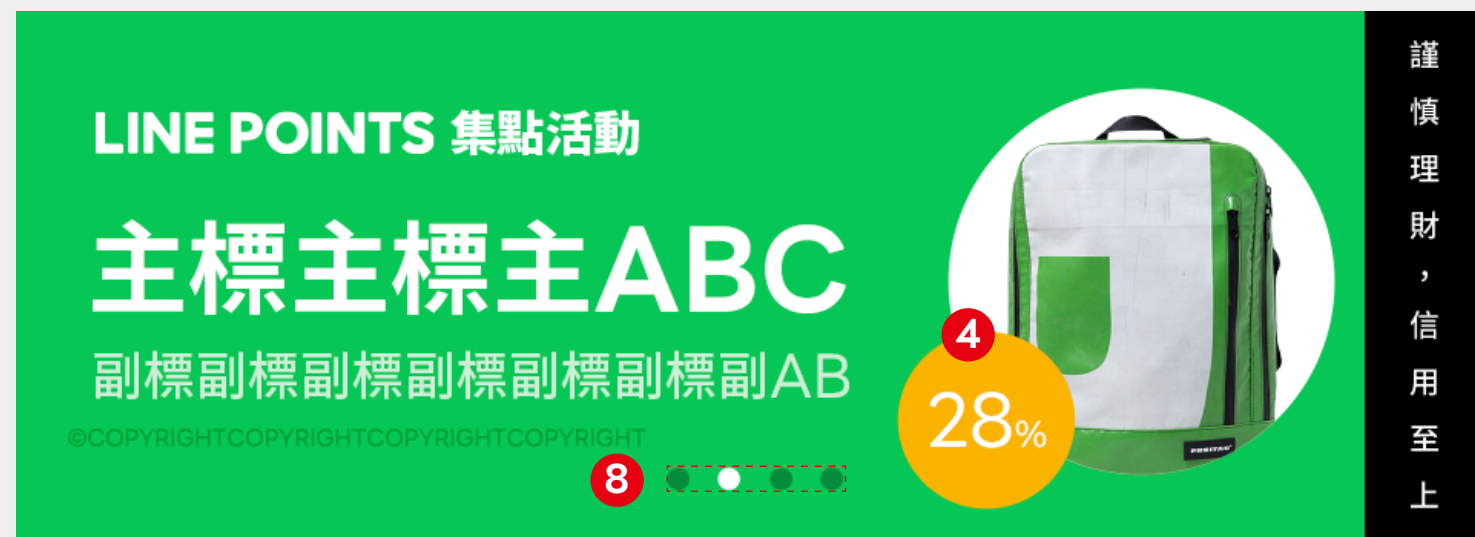 LINE POINTS 集點活動
主標主標主ABC
副標副標副標副標副標副標副AB
©COPYRIGHTCOPYRIGHTCOPYRIGHTCOPYRIGHT
8
4
28%
FREITAG
謹慎理財，信用至上